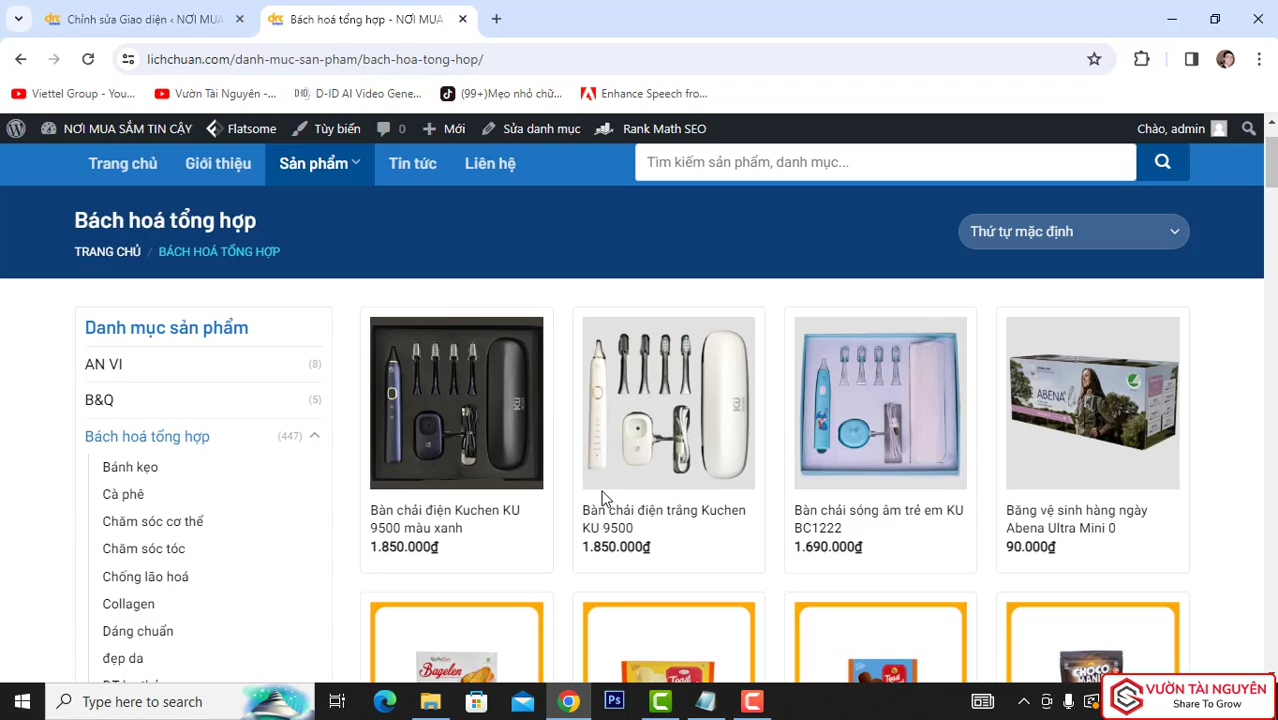 Chỉnh sửa Giao diện ‹ NƠI MUA
Bách hoá tổng hợp - NƠI MUA
lichchuan.com/danh-muc-san-pham/bach-hoa-tong-hop/
Viettel Group - You...
Vườn Tài Nguyên -...
D-ID AI Video Gene...
(99+)Mẹo nhỏ chữ...
Enhance Speech fro...
NƠI MUA SẮM TIN CẬY
Flatsome
Tùy biến
0
Mới
Sửa danh mục
Rank Math SEO
Chào, admin
Trang chủ
Giới thiệu
Sản phẩm
Tin tức
Liên hệ
Tìm kiếm sản phẩm, danh mục...
Bách hoá tổng hợp
TRANG CHỦ / BÁCH HOÁ TỔNG HỢP
Thứ tự mặc định
Danh mục sản phẩm
AN VI (8)
B&Q (5)
Bách hoá tổng hợp (447)
Bánh kẹo
Cà phê
Chăm sóc cơ thể
Chăm sóc tóc
Chống lão hoá
Collagen
Dáng chuẩn
đẹp da
KU
Bàn chải điện Kuchen KU
9500 màu xanh
1.850.000₫
KU
Bàn chải điện trắng Kuchen
KU 9500
1.850.000₫
Bàn chải sóng âm trẻ em KU
BC1222
1.690.000₫
ABENA
Băng vệ sinh hàng ngày
Abena Ultra Mini 0
90.000₫
Bagelen
Toast
Toast
CHOCO
MANIA
Type here to search
Ps
VƯỜN TÀI NGUYÊN
Share To Grow